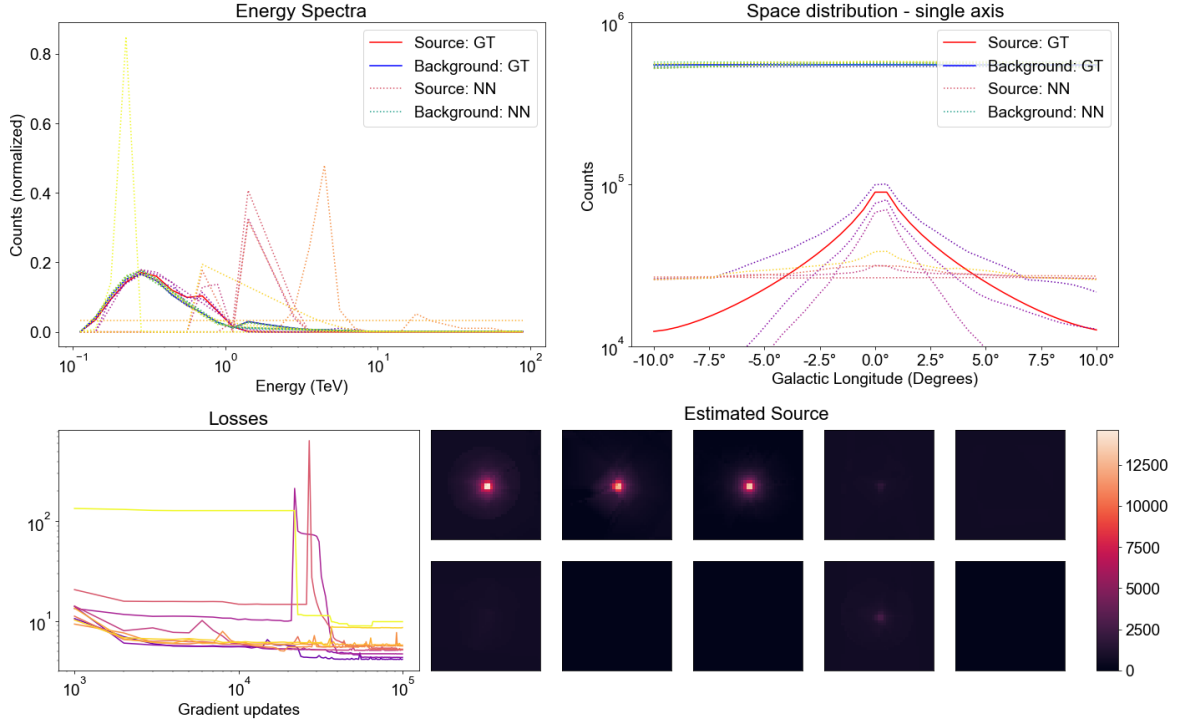 Energy Spectra
0.8
0.6
0.4
0.2
0.0
Counts (normalized)
Source: GT
Background: GT
Source: NN
Background: NN
10⁻¹ 10⁰ 10¹ 10²
Energy (TeV)
Space distribution - single axis
10⁶
10⁵
10⁴
Counts
Source: GT
Background: GT
Source: NN
Background: NN
-10.0° -7.5° -5.0° -2.5° 0.0° 2.5° 5.0° 7.5° 10.0°
Galactic Longitude (Degrees)
Losses
10²
10¹
10³ 10⁴ 10⁵
Gradient updates
Estimated Source
12500
10000
7500
5000
2500
0